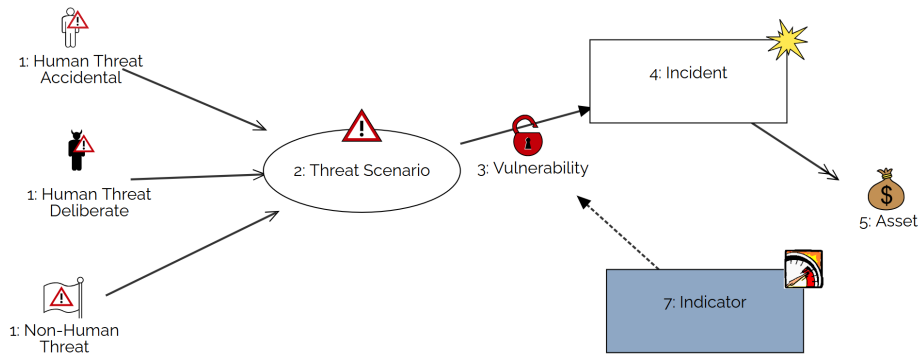 1: Human Threat
Accidental
1: Human Threat
Deliberate
1: Non-Human
Threat
2: Threat Scenario
3: Vulnerability
4: Incident
$
5: Asset
7: Indicator